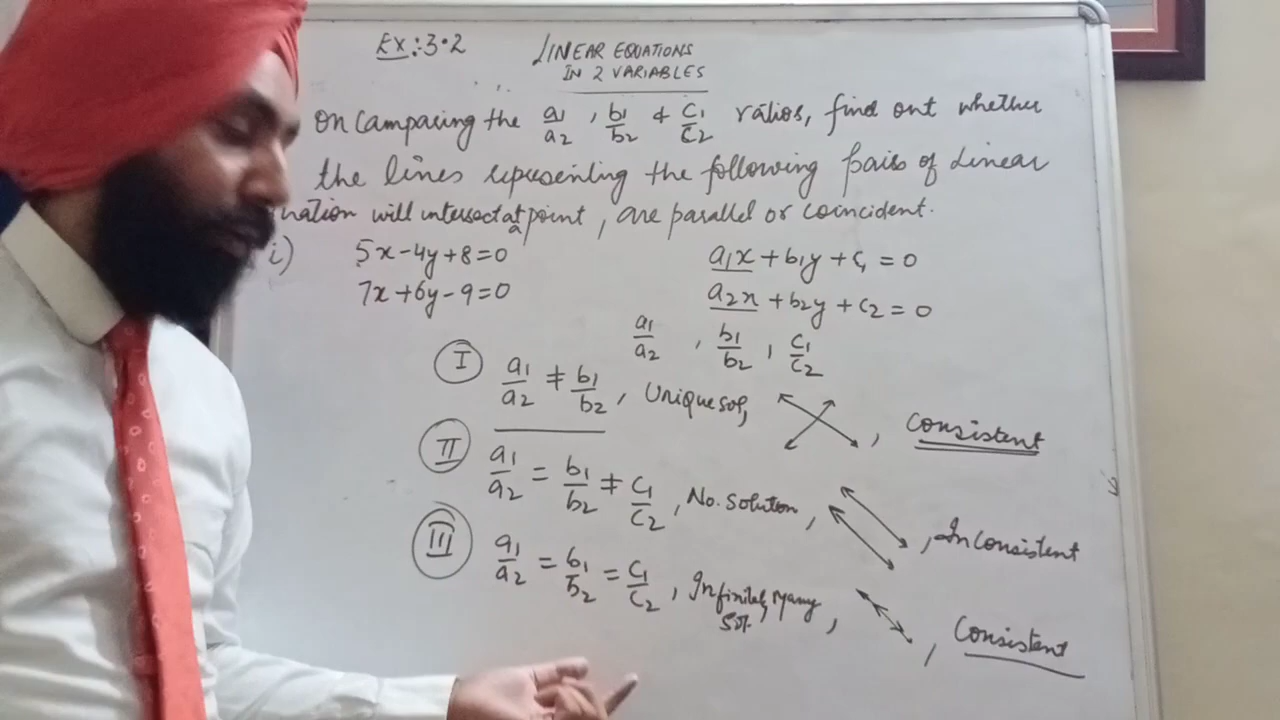 Ex: 3.2
LINEAR EQUATIONS
IN 2 VARIABLES
On Comparing the a1/a2 , b1/b2 & c1/c2 ratios, find out whether
the lines representing the following pairs of Linear
uation will intersect at a point , are parallel or coincident.
i) 5x-4y+8=0
7x+6y-9=0
a1x + b1y + c1 = 0
a2x + b2y + c2 = 0
a1/a2 , b1/b2 , c1/c2
I a1/a2 ≠ b1/b2 , Unique sol, , Consistent
II a1/a2 = b1/b2 ≠ c1/c2 , No. Solution , , Inconsistent
III a1/a2 = b1/b2 = c1/c2 , Infinitely Many , , Consistent
Sol.